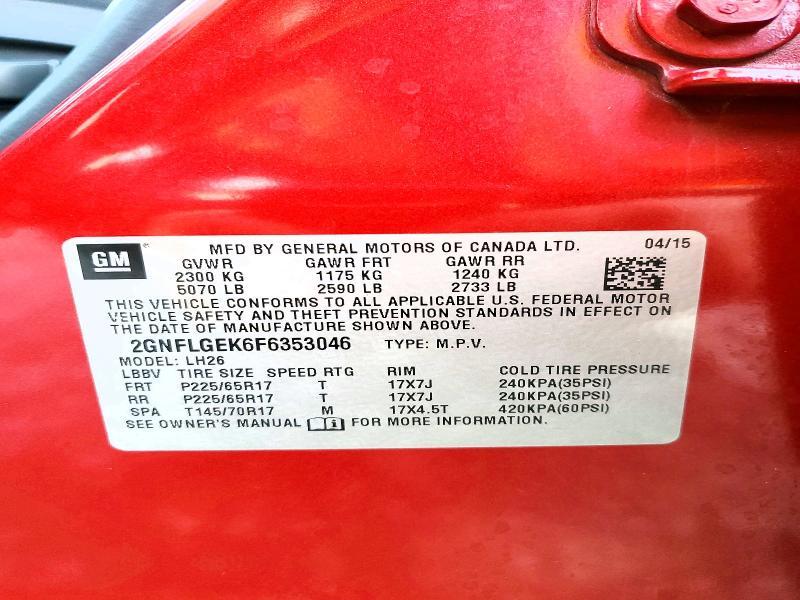 GM MFD BY GENERAL MOTORS OF CANADA LTD. 04/15
GVWR GAWR FRT GAWR RR
2300 KG 1175 KG 1240 KG
5070 LB 2590 LB 2733 LB
THIS VEHICLE CONFORMS TO ALL APPLICABLE U.S. FEDERAL MOTOR
VEHICLE SAFETY AND THEFT PREVENTION STANDARDS IN EFFECT ON
THE DATE OF MANUFACTURE SHOWN ABOVE.
2GNFLGEK6F6353046 TYPE: M.P.V.
MODEL: LH26
LBBV TIRE SIZE SPEED RTG RIM COLD TIRE PRESSURE
FRT P225/65R17 T 17X7J 240KPA(35PSI)
RR P225/65R17 T 17X7J 240KPA(35PSI)
SPA T145/70R17 M 17X4.5T 420KPA(60PSI)
SEE OWNER'S MANUAL FOR MORE INFORMATION.